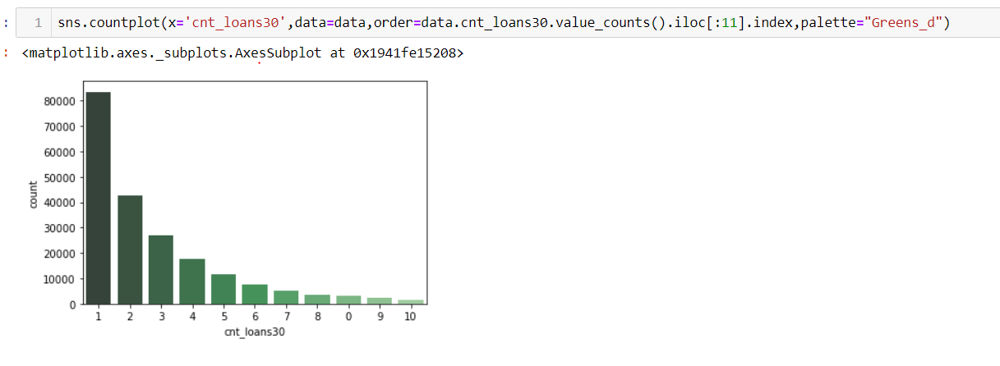 : 1 sns.countplot(x='cnt_loans30',data=data,order=data.cnt_loans30.value_counts().iloc[:11].index,palette="Greens_d")
: <matplotlib.axes._subplots.AxesSubplot at 0x1941fe15208>
80000
70000
60000
50000
40000
30000
20000
10000
0
count
1 2 3 4 5 6 7 8 0 9 10
cnt_loans30